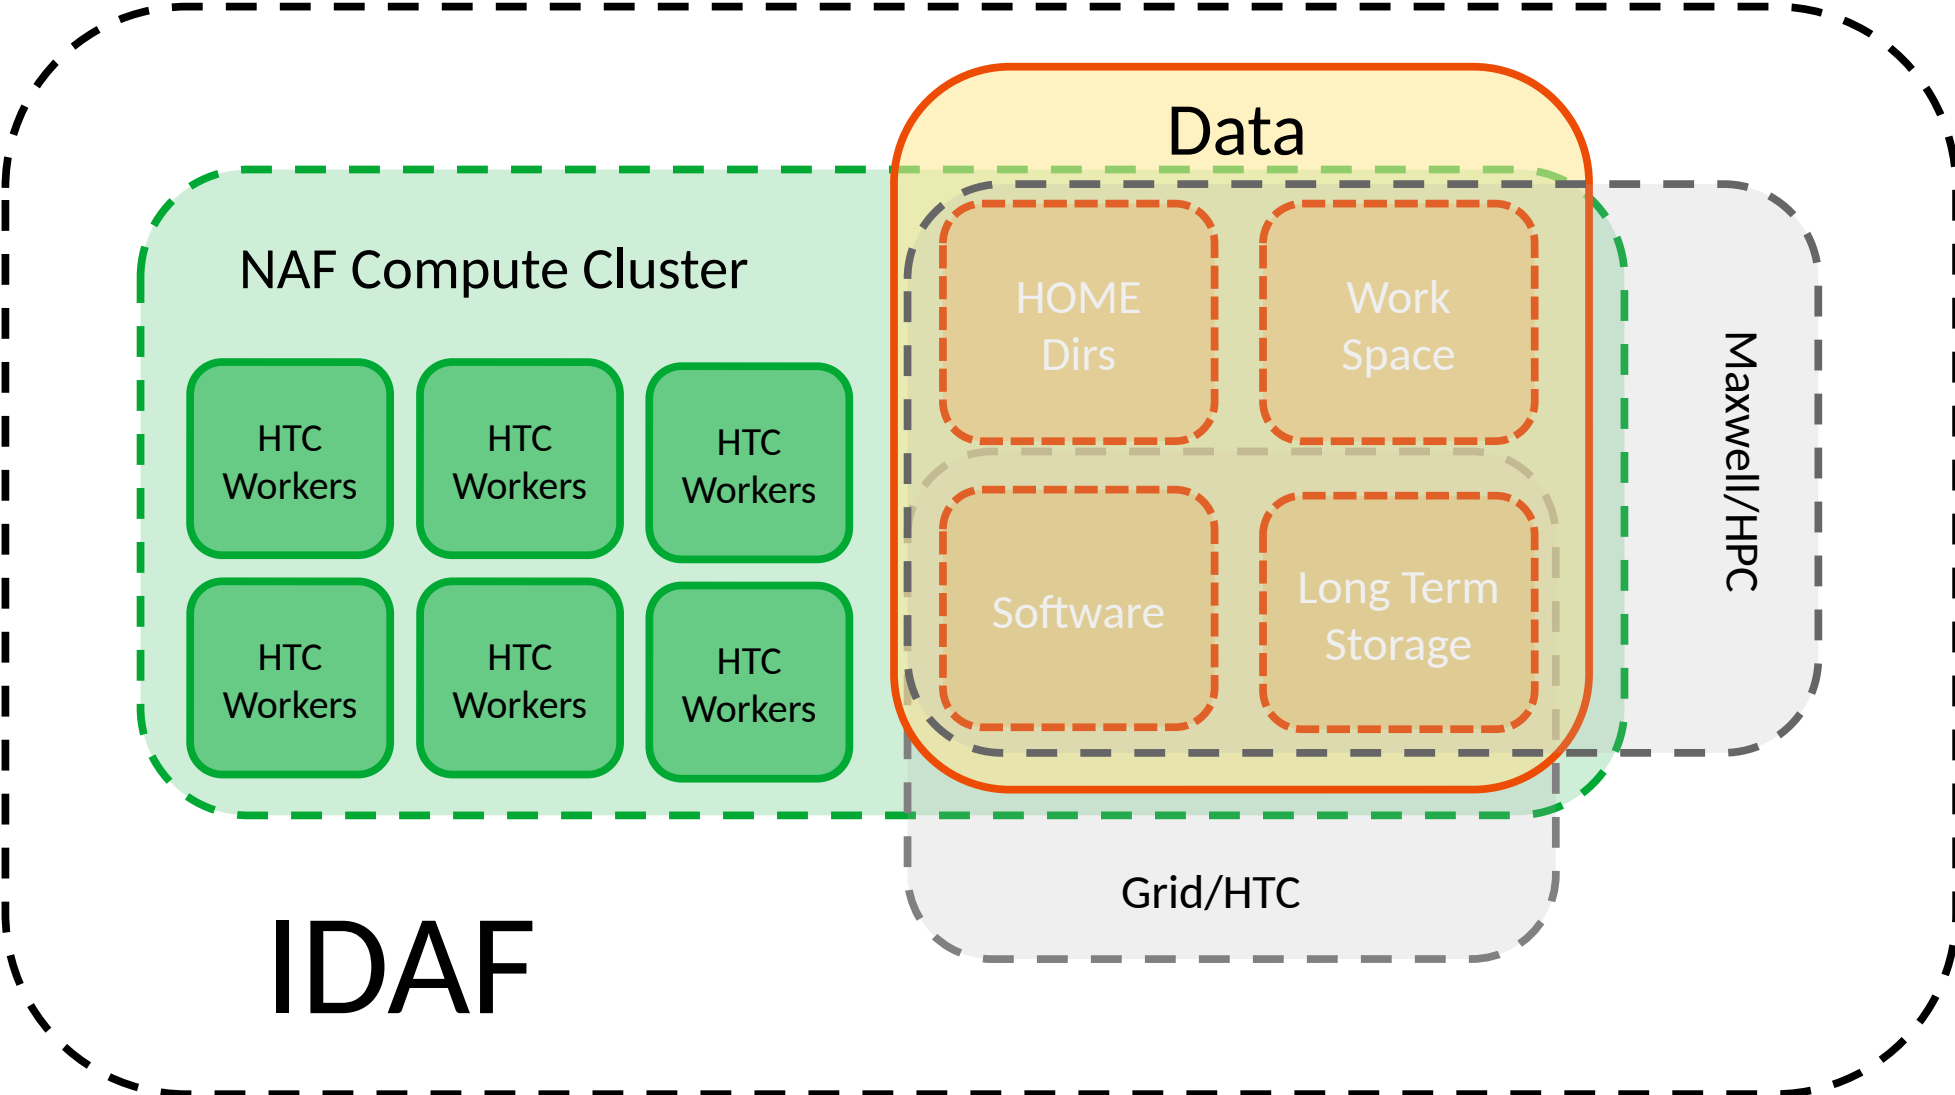 Data
NAF Compute Cluster
HOME
Dirs
Work
Space
HTC
Workers
HTC
Workers
HTC
Workers
Software
Long Term
Storage
HTC
Workers
HTC
Workers
HTC
Workers
Maxwell/HPC
Grid/HTC
IDAF